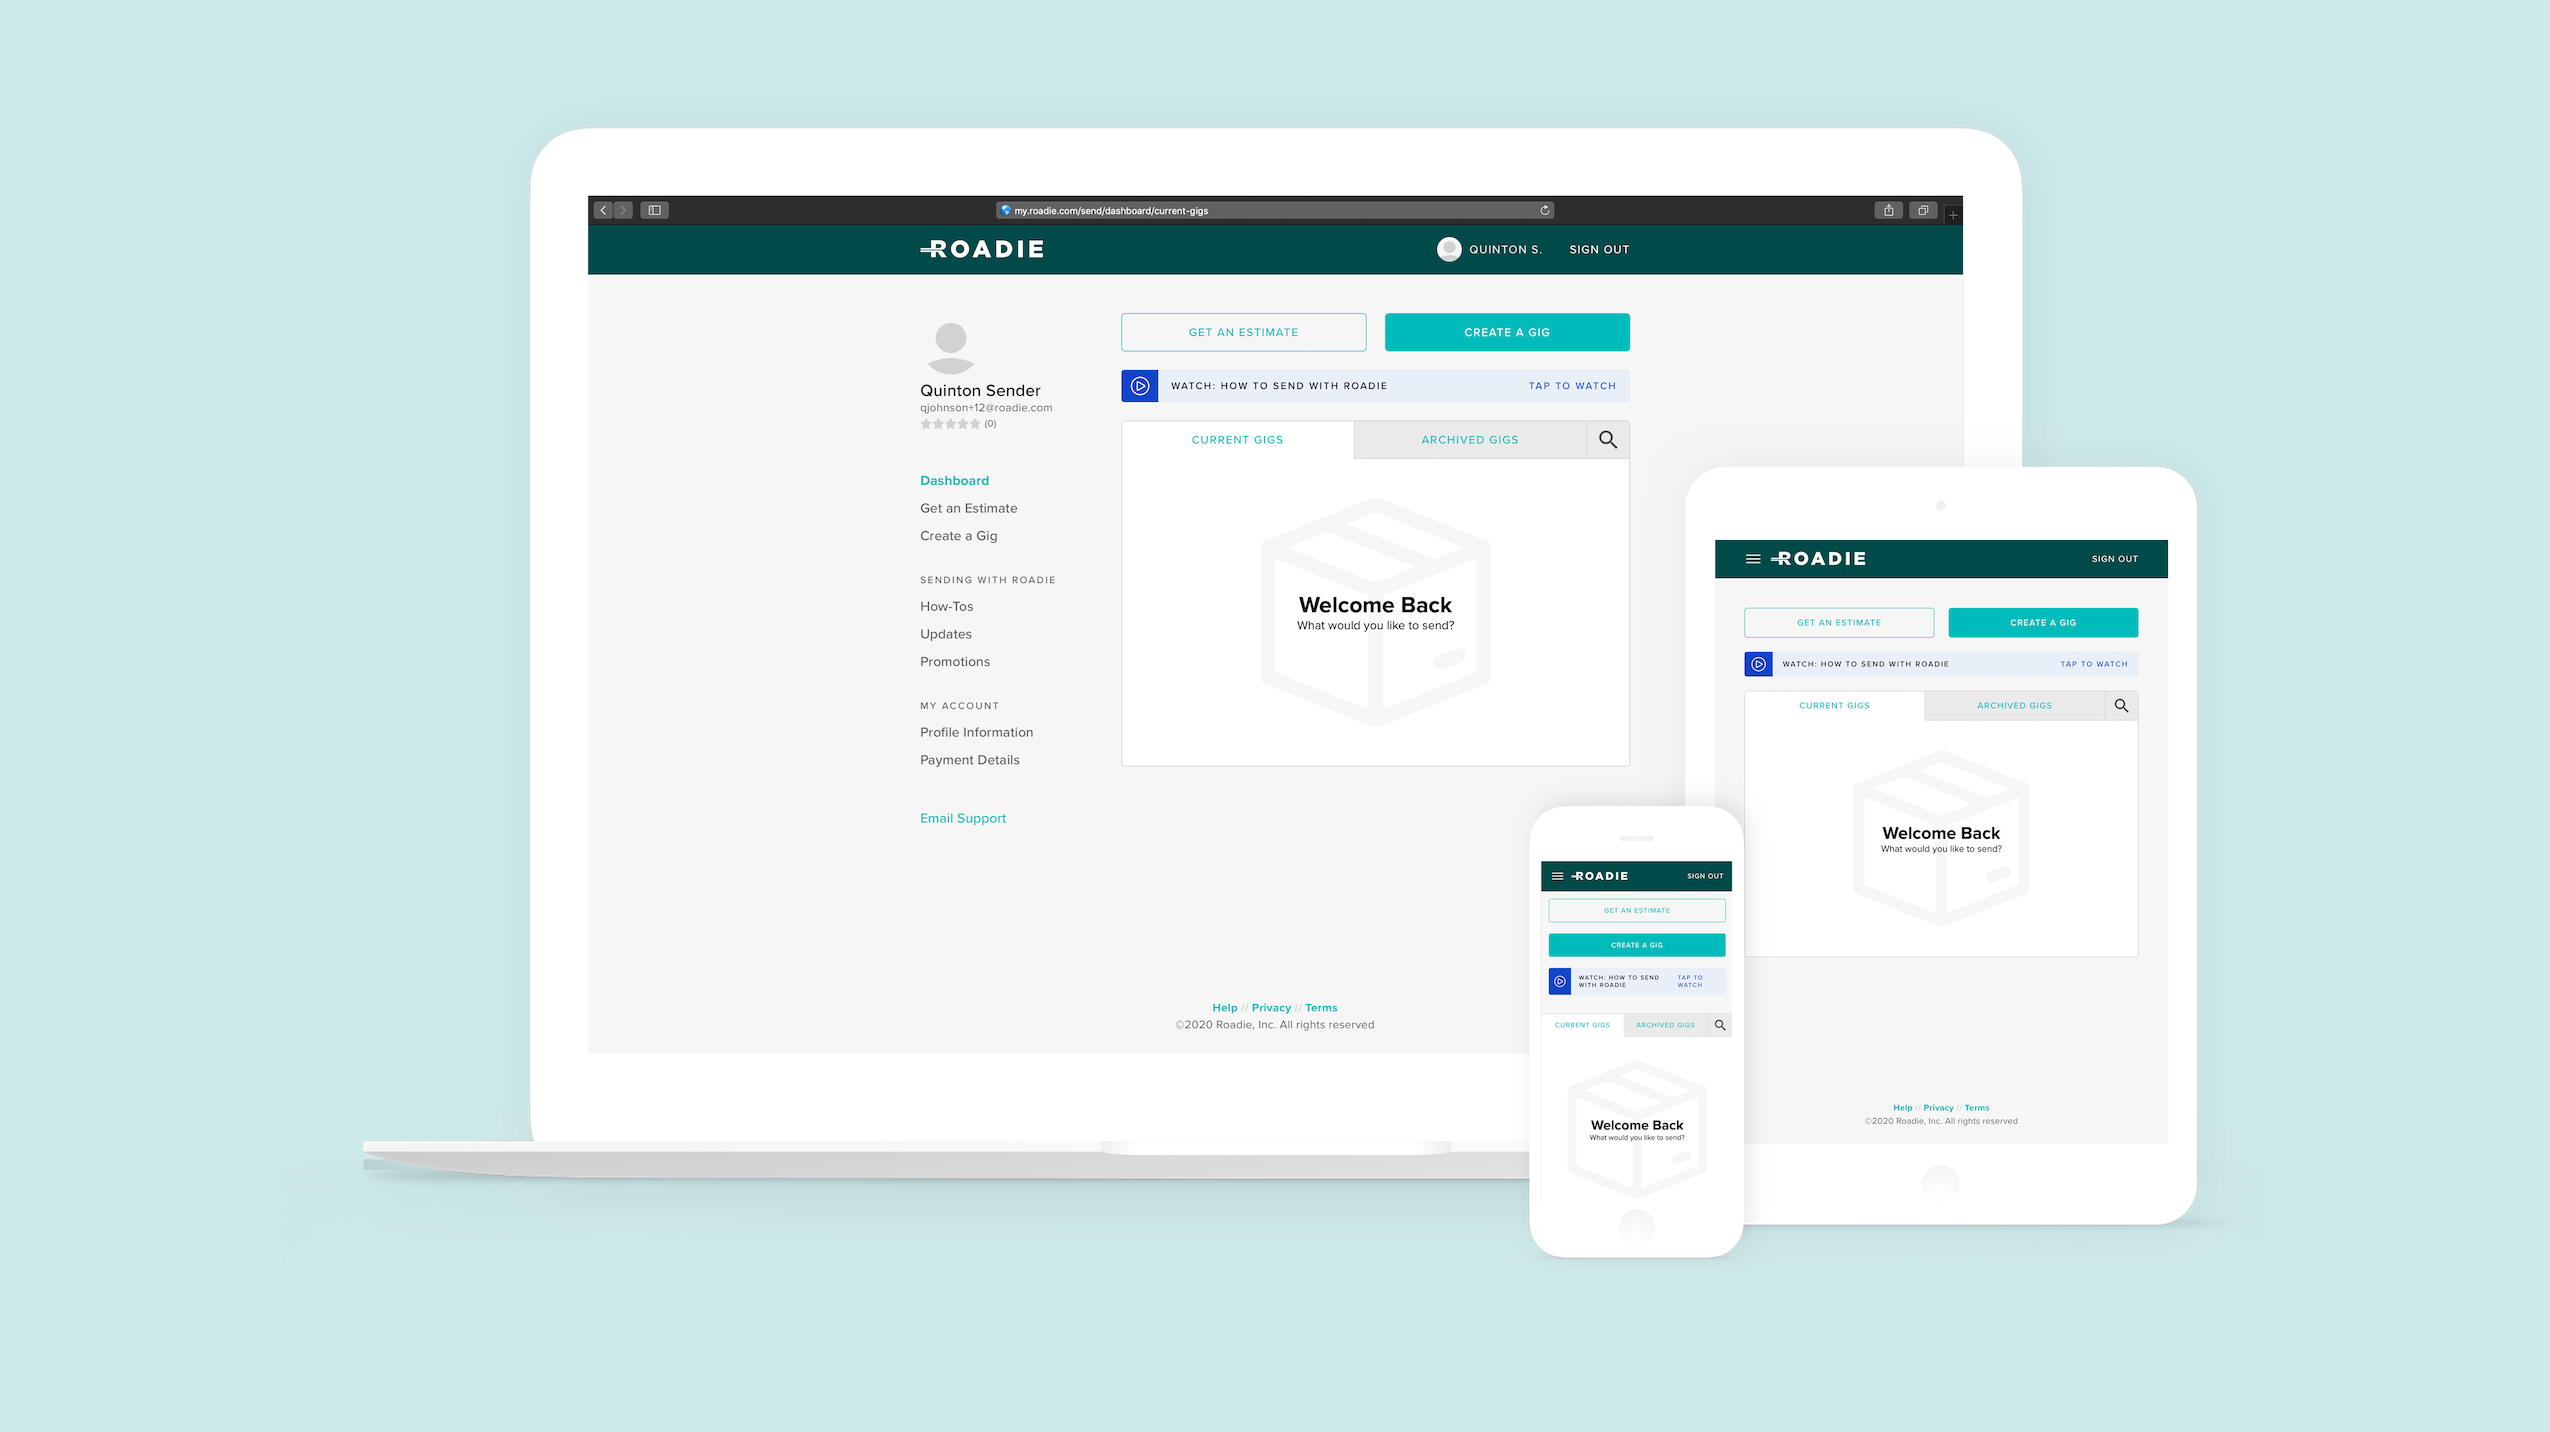 my.roadie.com/send/dashboard/current-gigs
ROADIE
QUINTON S.
SIGN OUT
Quinton Sender
qjohnson+12@roadie.com
(0)
Dashboard
Get an Estimate
Create a Gig
SENDING WITH ROADIE
How-Tos
Updates
Promotions
MY ACCOUNT
Profile Information
Payment Details
Email Support
GET AN ESTIMATE
CREATE A GIG
WATCH: HOW TO SEND WITH ROADIE
TAP TO WATCH
CURRENT GIGS
ARCHIVED GIGS
Welcome Back
What would you like to send?
Help // Privacy // Terms
©2020 Roadie, Inc. All rights reserved
ROADIE
SIGN OUT
GET AN ESTIMATE
CREATE A GIG
WATCH: HOW TO SEND WITH ROADIE
TAP TO WATCH
CURRENT GIGS
ARCHIVED GIGS
Welcome Back
What would you like to send?
Help // Privacy // Terms
©2020 Roadie, Inc. All rights reserved
ROADIE
SIGN OUT
GET AN ESTIMATE
CREATE A GIG
WATCH: HOW TO SEND
WITH ROADIE
TAP TO
WATCH
CURRENT GIGS
ARCHIVED GIGS
Welcome Back
What would you like to send?